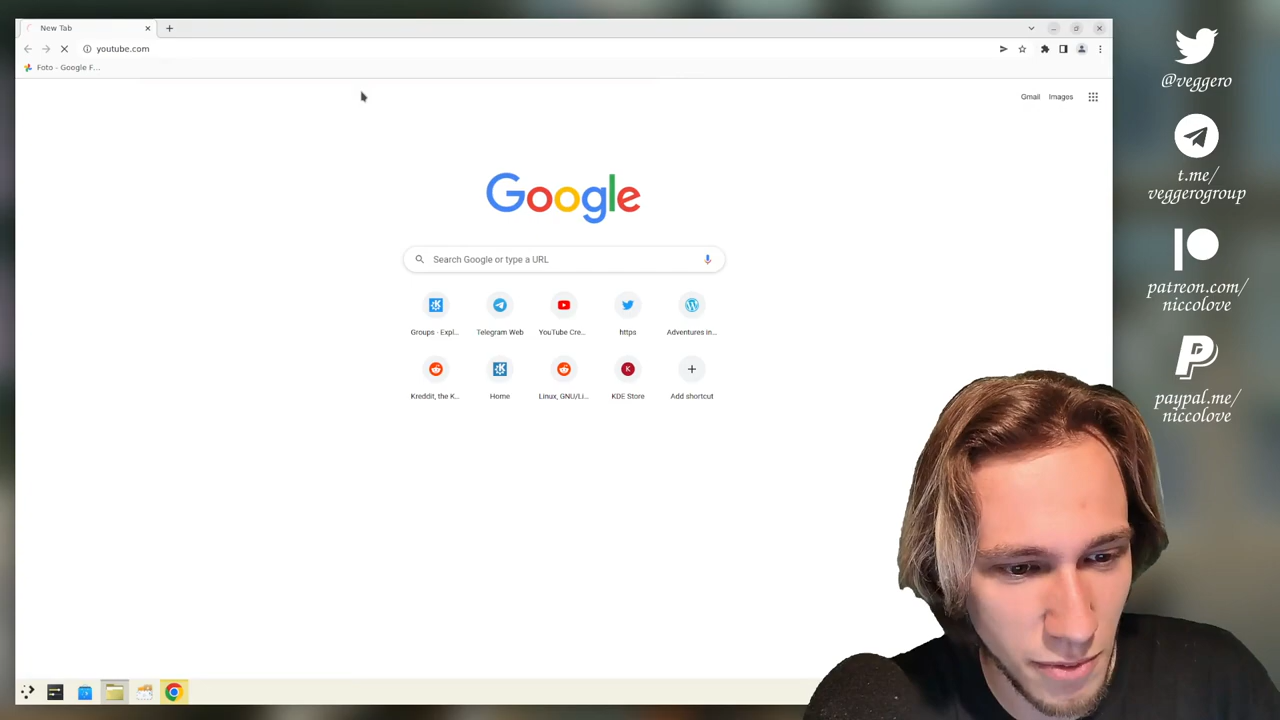 New Tab
youtube.com
Foto - Google F...
Gmail Images
Google
Search Google or type a URL
Groups · Expl...
Telegram Web
YouTube Cre...
https
Adventures in...
K
Kreddit, the K...
Home
Linux, GNU/Li...
KDE Store
Add shortcut
@veggero
t.me/
veggerogroup
patreon.com/
niccolove
paypal.me/
niccolove